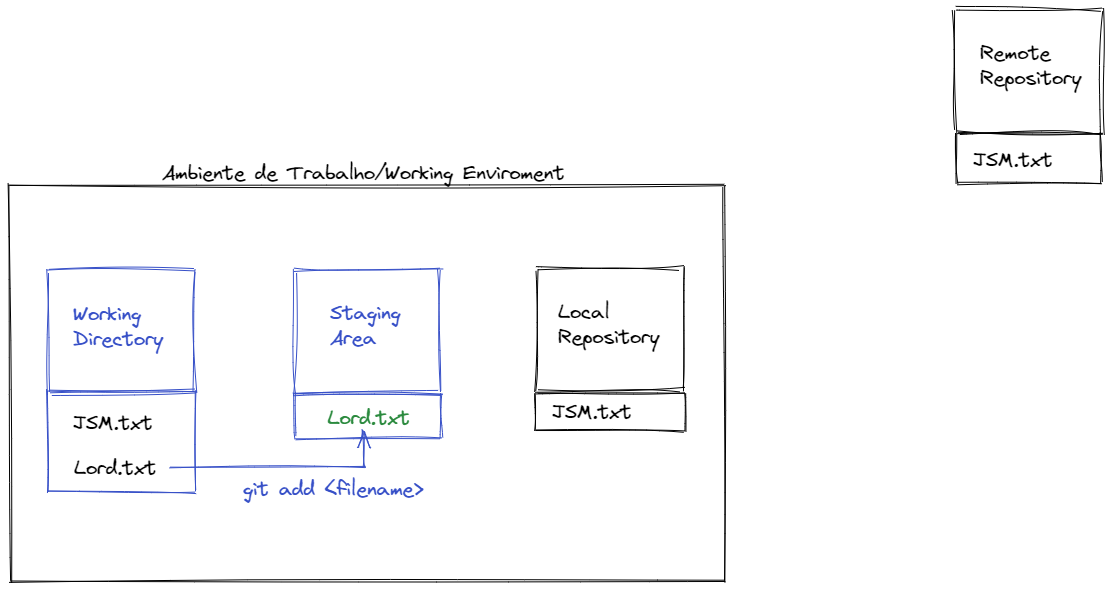 Remote
Repository
JSM.txt
Ambiente de Trabalho/Working Enviroment
Working
Directory
JSM.txt
Lord.txt
Staging
Area
Lord.txt
git add <filename>
Local
Repository
JSM.txt